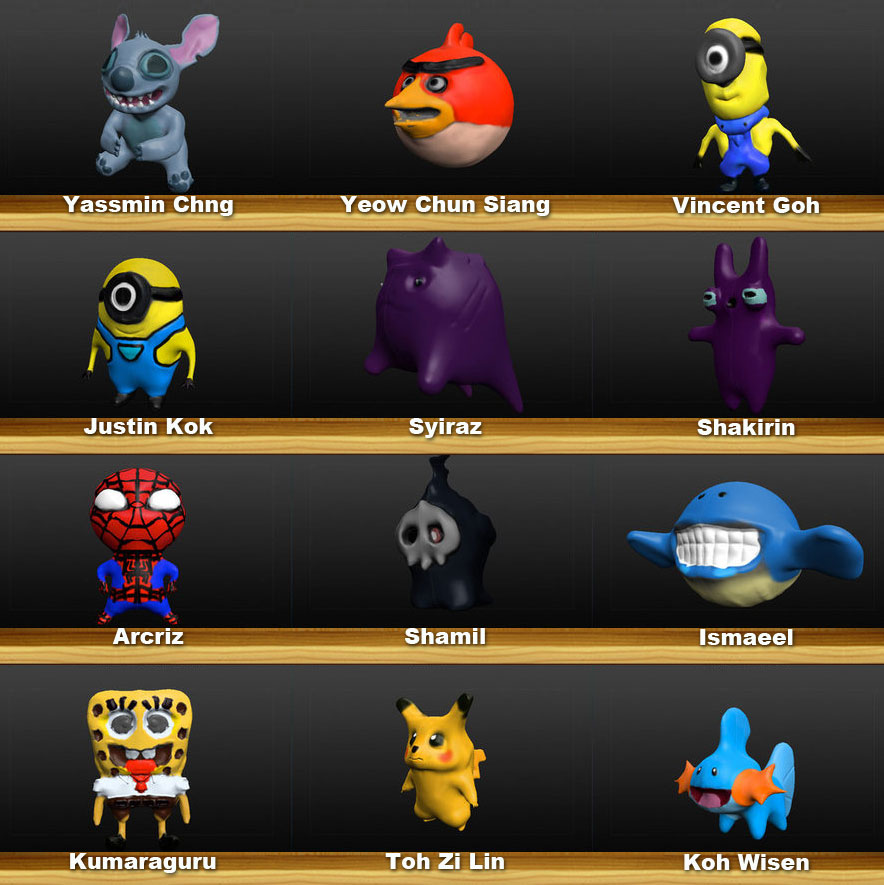 Yassmin Chng
Yeow Chun Siang
Vincent Goh
Justin Kok
Syiraz
Shakirin
Arcriz
Shamil
Ismaeel
Kumaraguru
Toh Zi Lin
Koh Wisen